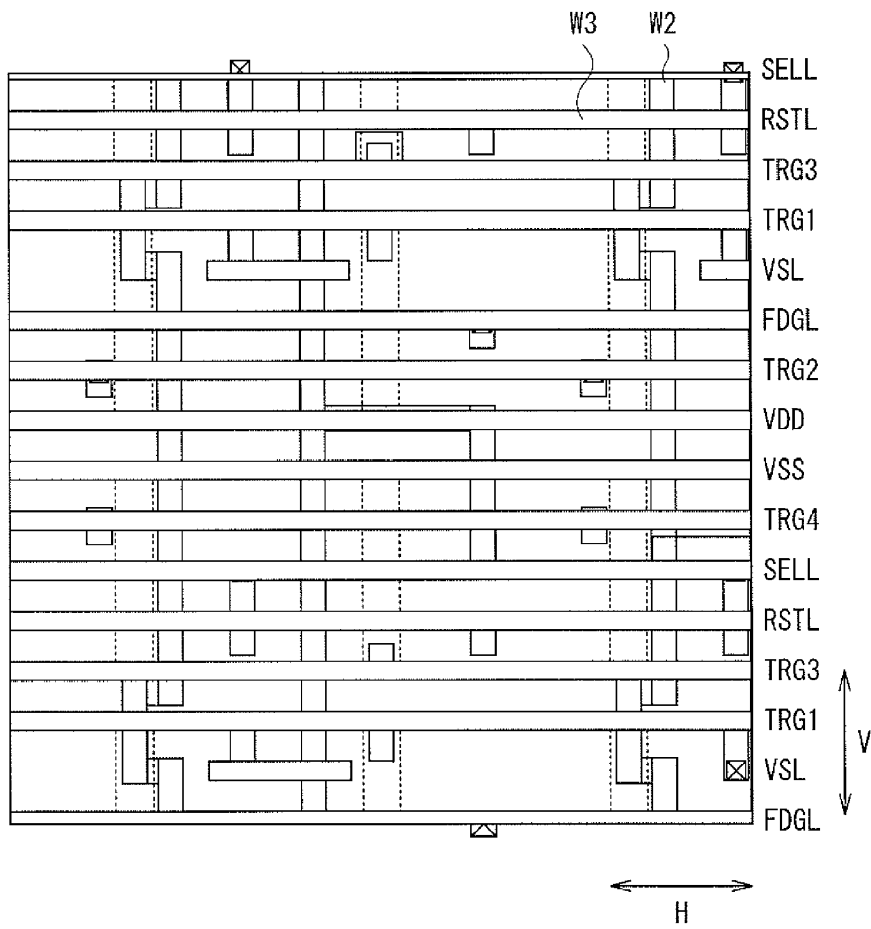 W3 W2
SELL
RSTL
TRG3
TRG1
VSL
FDGL
TRG2
VDD
VSS
TRG4
SELL
RSTL
TRG3
TRG1
V
VSL
FDGL
H